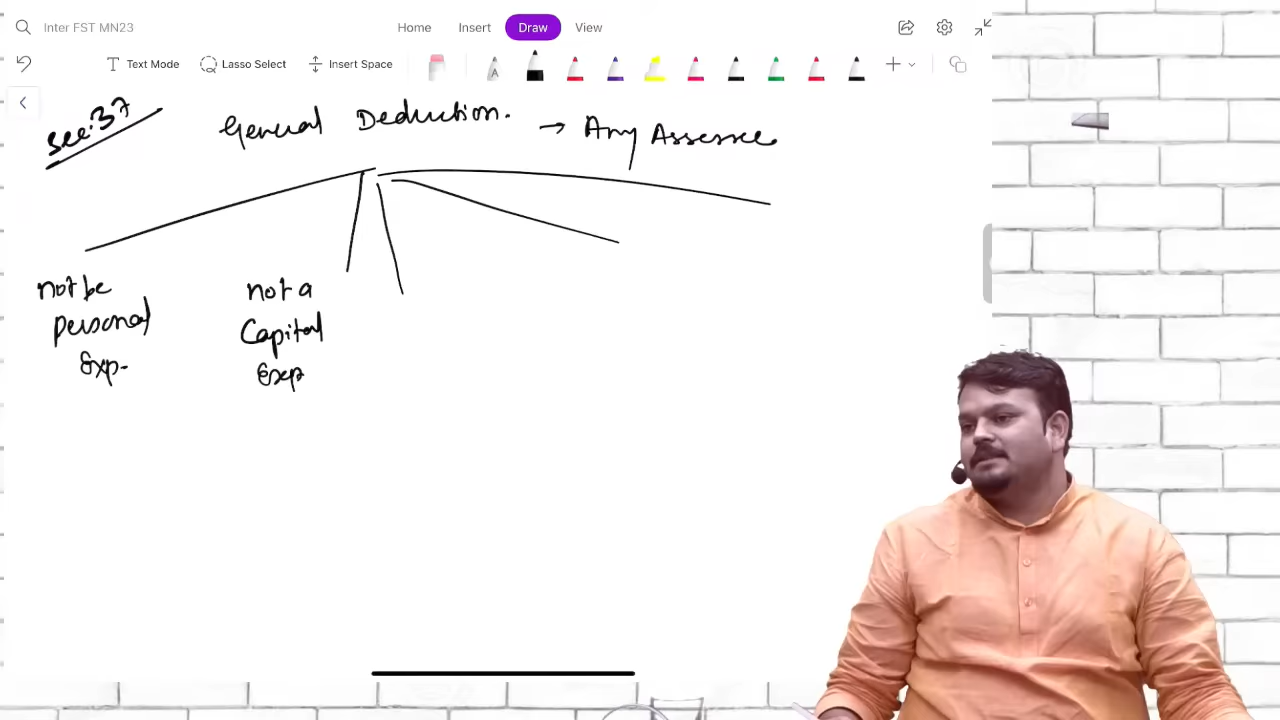 Inter FST MN23
Home Insert Draw View
Text Mode Lasso Select Insert Space
Sec:37 General Deduction. → Any Assessee
not be
personal
Exp.
not a
Capital
Exp